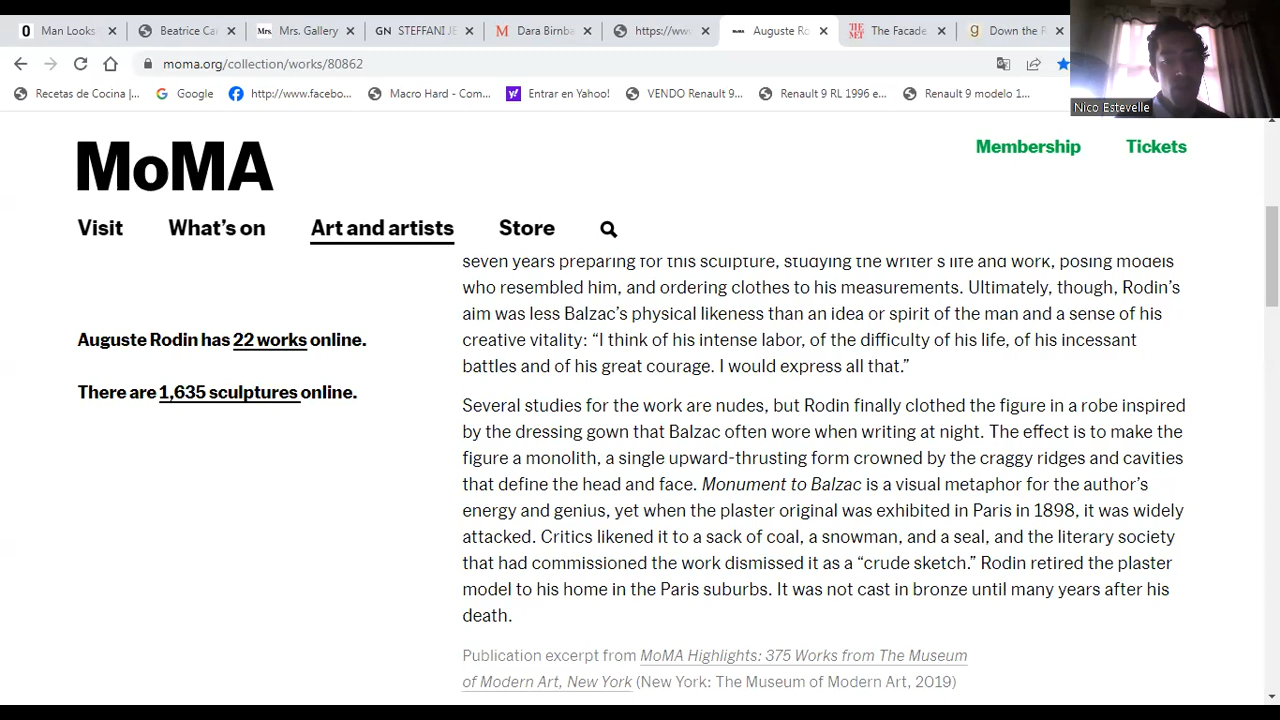 Man Looks
Beatrice Ca
Mrs. Mrs. Gallery
GN STEFFANI JE
M Dara Birnba
https://ww
MoMA Auguste Ro
THE MET The Facade
g Down the R
moma.org/collection/works/80862
Recetas de Cocina |...
Google
http://www.facebo...
Macro Hard - Com...
Entrar en Yahoo!
VENDO Renault 9...
Renault 9 RL 1996 e...
Renault 9 modelo 1...
Nico Estevelle
MoMA
Membership
Tickets
Visit
What's on
Art and artists
Store
Auguste Rodin has 22 works online.
There are 1,635 sculptures online.
seven years preparing for this sculpture, studying the writer's life and work, posing models
who resembled him, and ordering clothes to his measurements. Ultimately, though, Rodin's
aim was less Balzac's physical likeness than an idea or spirit of the man and a sense of his
creative vitality: “I think of his intense labor, of the difficulty of his life, of his incessant
battles and of his great courage. I would express all that.”
Several studies for the work are nudes, but Rodin finally clothed the figure in a robe inspired
by the dressing gown that Balzac often wore when writing at night. The effect is to make the
figure a monolith, a single upward-thrusting form crowned by the craggy ridges and cavities
that define the head and face. Monument to Balzac is a visual metaphor for the author's
energy and genius, yet when the plaster original was exhibited in Paris in 1898, it was widely
attacked. Critics likened it to a sack of coal, a snowman, and a seal, and the literary society
that had commissioned the work dismissed it as a “crude sketch.” Rodin retired the plaster
model to his home in the Paris suburbs. It was not cast in bronze until many years after his
death.
Publication excerpt from MoMA Highlights: 375 Works from The Museum
of Modern Art, New York (New York: The Museum of Modern Art, 2019)